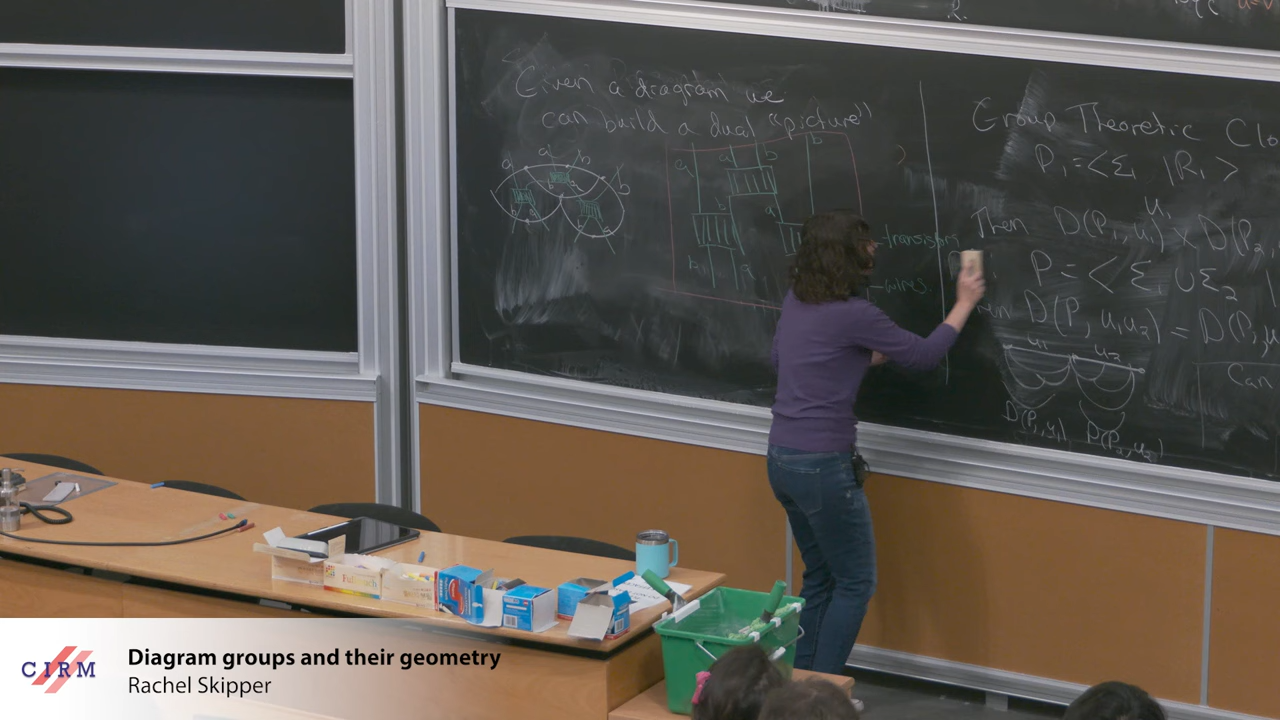 Given a diagram we
can build a dual "picture"
a
a
b
a
b
a
b
b
a
a
transistors
wires.
Group Theoretic Clo
P₁ = <Σ₁ |R₁>
Then D(P₁, u₁) × D(P₂,
P = <Σ₁ ∪ Σ₂ |
D(P, u₁u₂) = D(P₁, u
u₁ u₂
Can
D(P₁, u₁) D(P₂, u₂)
CIRM
Diagram groups and their geometry
Rachel Skipper